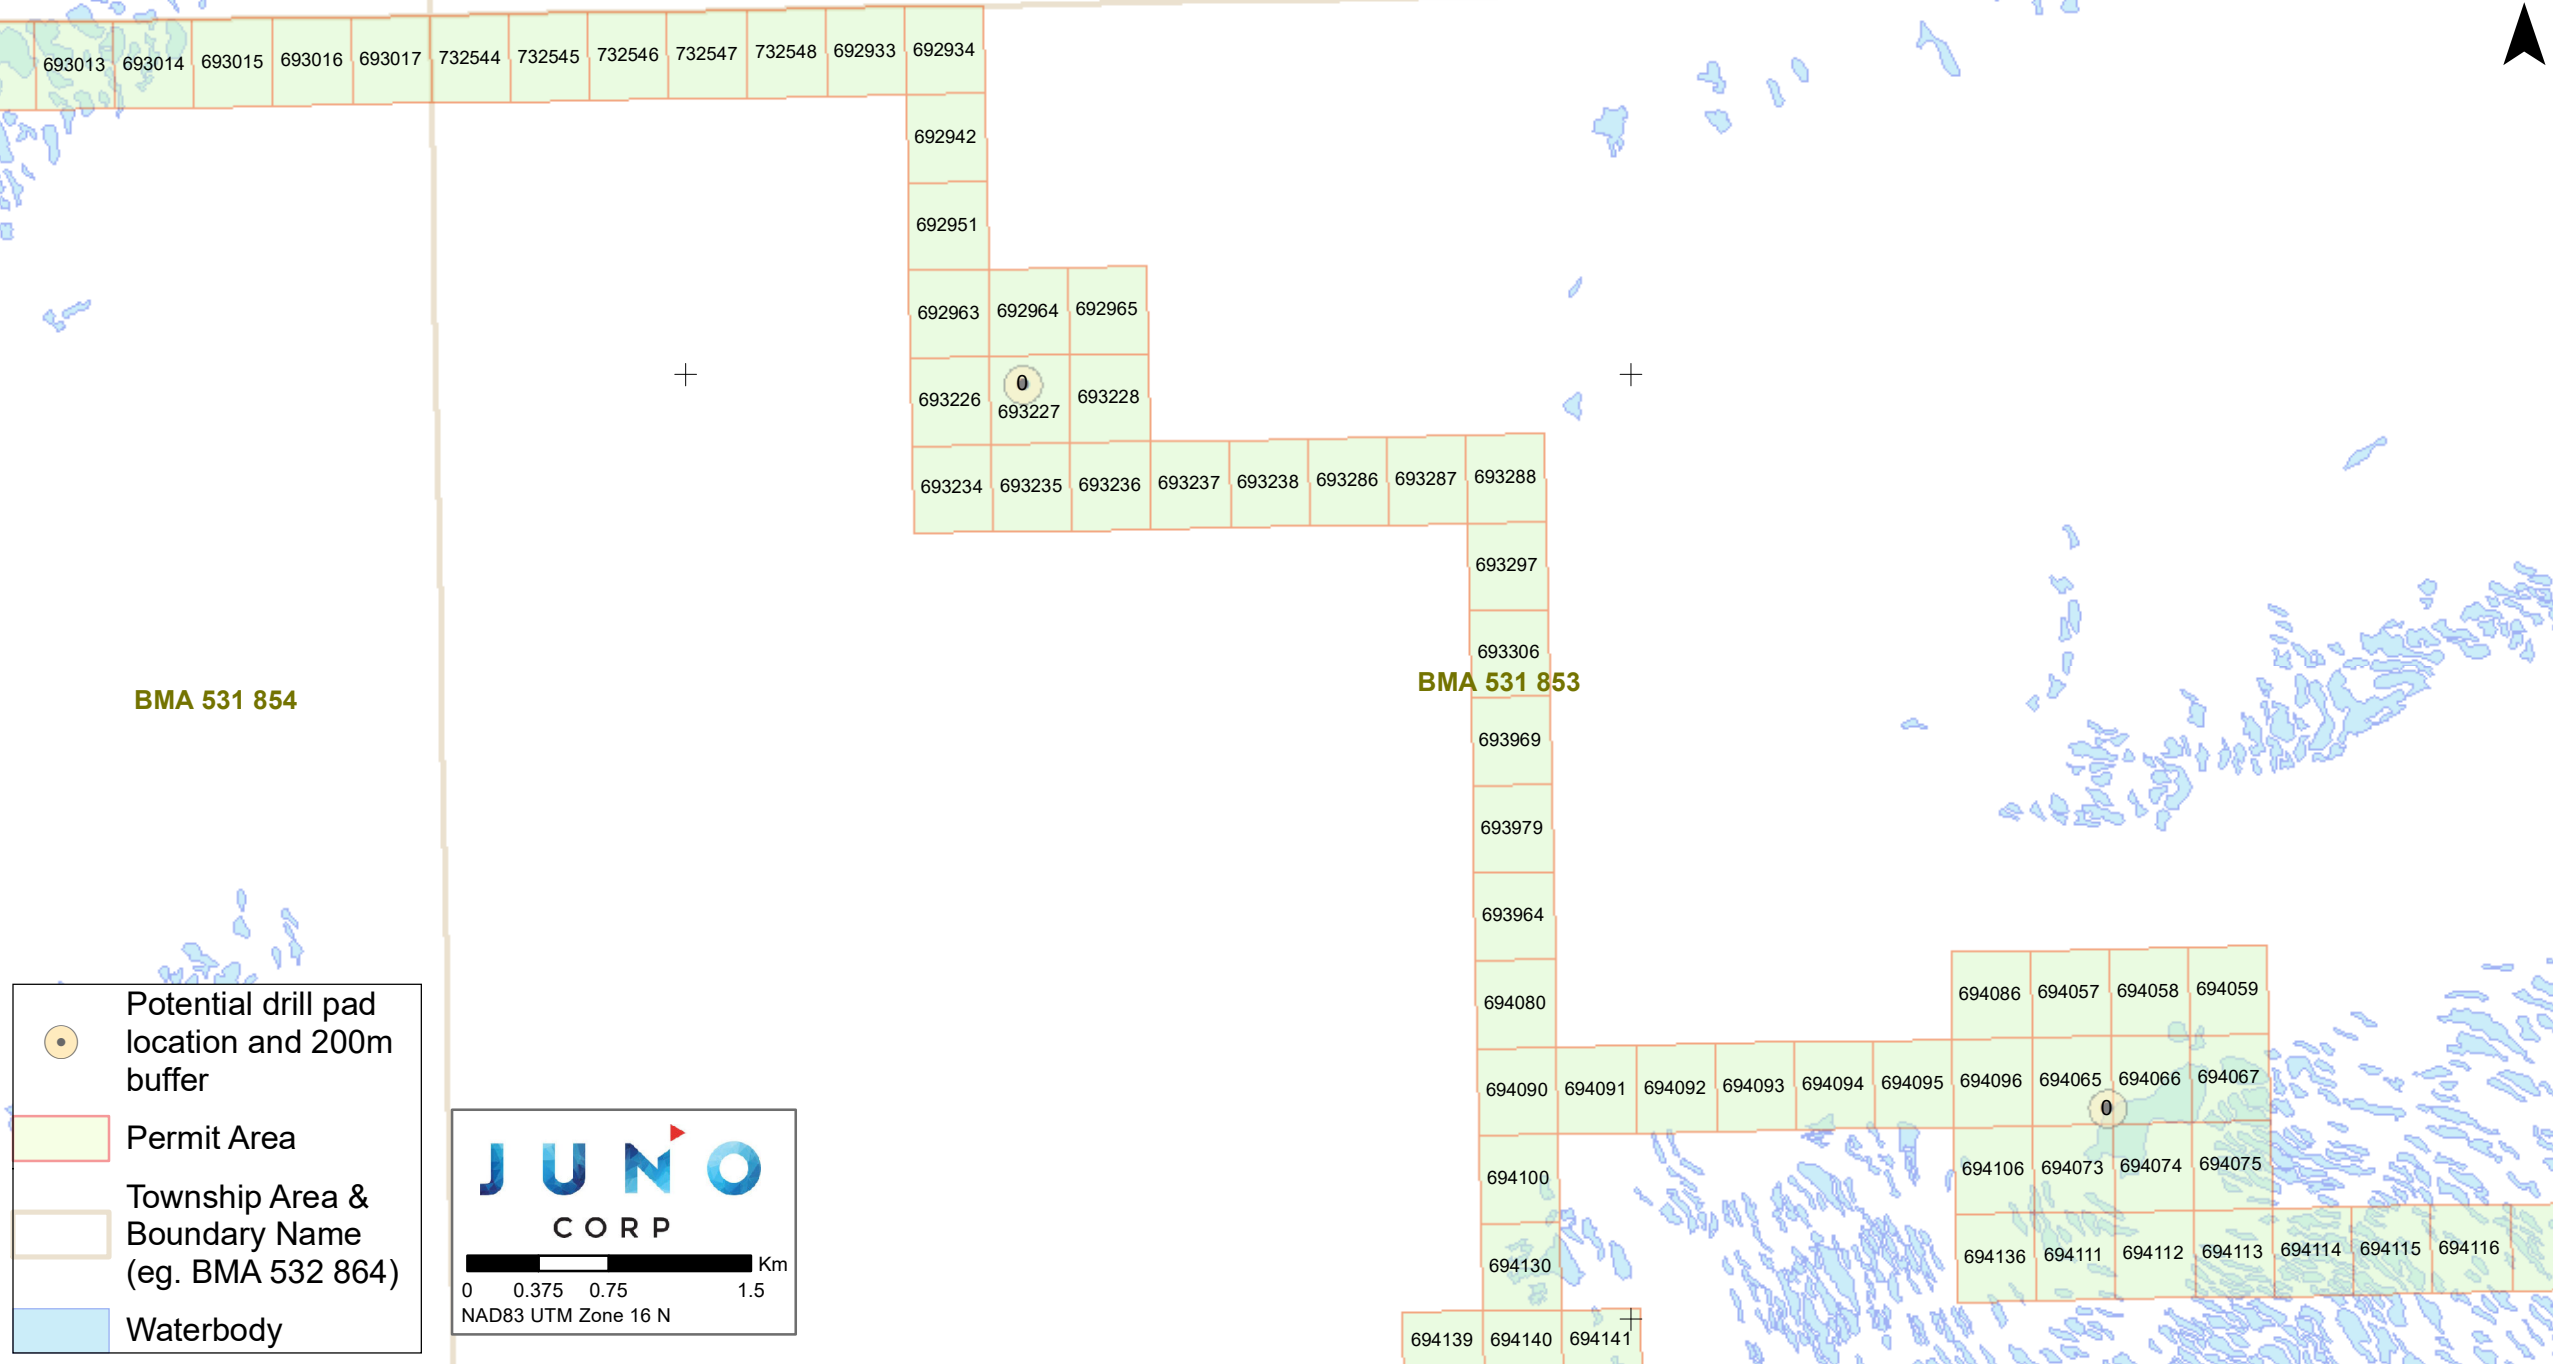 693013 693014 693015 693016 693017 732544 732545 732546 732547 732548 692933 692934
692942
692951
692963 692964 692965
0
693226 693227 693228
693234 693235 693236 693237 693238 693286 693287 693288
693297
693306
BMA 531 854
BMA 531 853
693969
693979
693964
694080
694086 694057 694058 694059
694090 694091 694092 694093 694094 694095 694096 694065 694066 694067
0
694100
694106 694073 694074 694075
694130
694136 694111 694112 694113 694114 694115 694116
694139 694140 694141
Potential drill pad
location and 200m
buffer
Permit Area
Township Area &
Boundary Name
(eg. BMA 532 864)
Waterbody
JUNO
CORP
Km
0 0.375 0.75 1.5
NAD83 UTM Zone 16 N